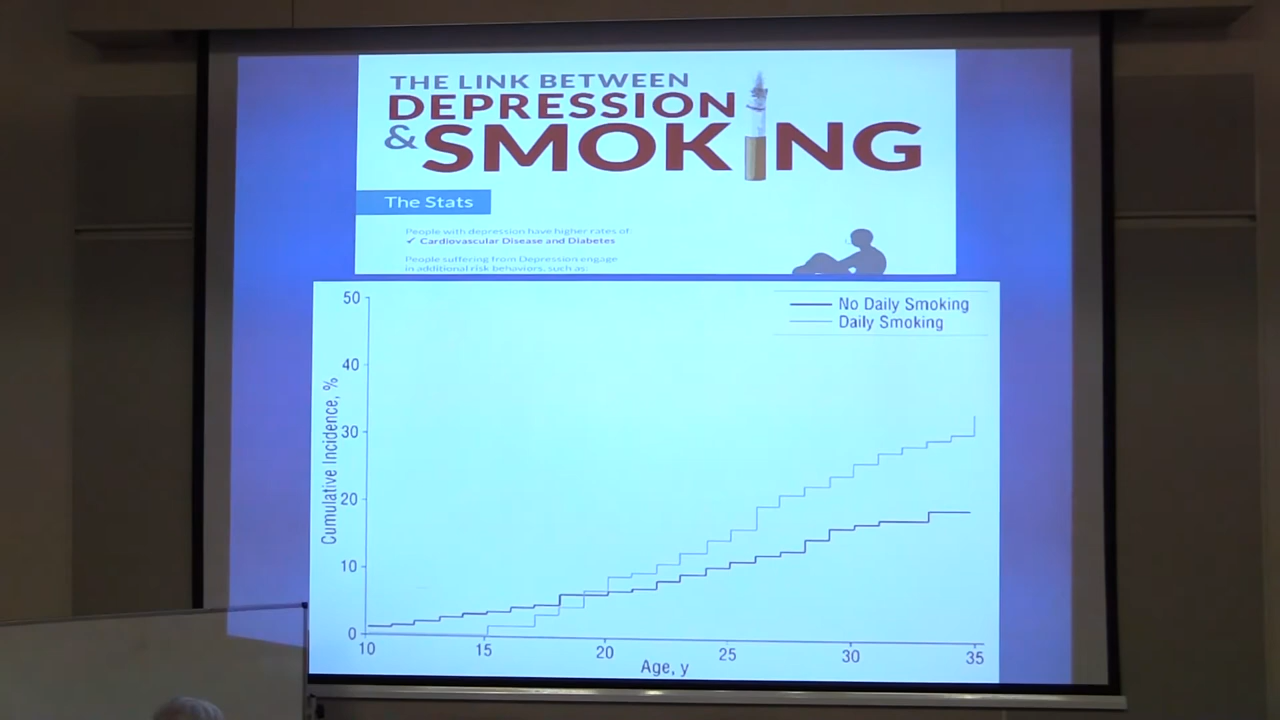 THE LINK BETWEEN
DEPRESSION
& SMOKING
The Stats
People with depression have higher rates of:
✓ Cardiovascular Disease and Diabetes
People suffering from Depression engage
in additional risk behaviors, such as:
No Daily Smoking
Daily Smoking
Cumulative Incidence, %
50
40
30
20
10
0
10 15 20 25 30 35
Age, y